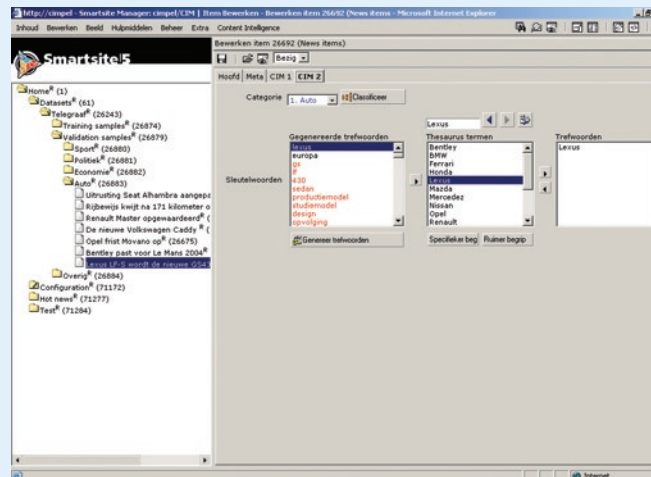 http://cimpel - Smartsite Manager: cimpel/CIM | Item Bewerken - Bewerken item 26692 (News items) - Microsoft Internet Explorer
Inhoud Bewerken Beeld Hulpmiddelen Beheer Extra Content Intelligence
Smartsite 5
Bewerken item 26692 (News items)
Bezig
Hoofd Meta CIM 1 CIM 2
Categorie 1. Auto Classificeer
Lexus
Gegenereerde trefwoorden
lexus
europa
gs
ff
430
sedan
productiemodel
studiemodel
design
opvolging
Sleutelwoorden
Genereer trefwoorden
Thesaurus termen
Bentley
BMW
Ferrari
Honda
Lexus
Mazda
Mercedez
Nissan
Opel
Renault
Specifieker beg Ruimer begrip
Trefwoorden
Lexus
Home R (1)
Datasets R (61)
Telegraaf R (26243)
Training samples R (26874)
Validation samples R (26879)
Sport R (26880)
Politiek R (26881)
Economie R (26882)
Auto R (26883)
Uitrusting Seat Alhambra aangepa
Rijbewijs kwijt na 171 kilometer o
Renault Master opgewaardeerd R (
De nieuwe Volkswagen Caddy R (
Opel frist Movano op R (26675)
Bentley past voor Le Mans 2004 R
Lexus LF-S wordt de nieuwe GS43
Overig R (26884)
Configuration R (71172)
Hot news R (71277)
Test R (71284)
Internet